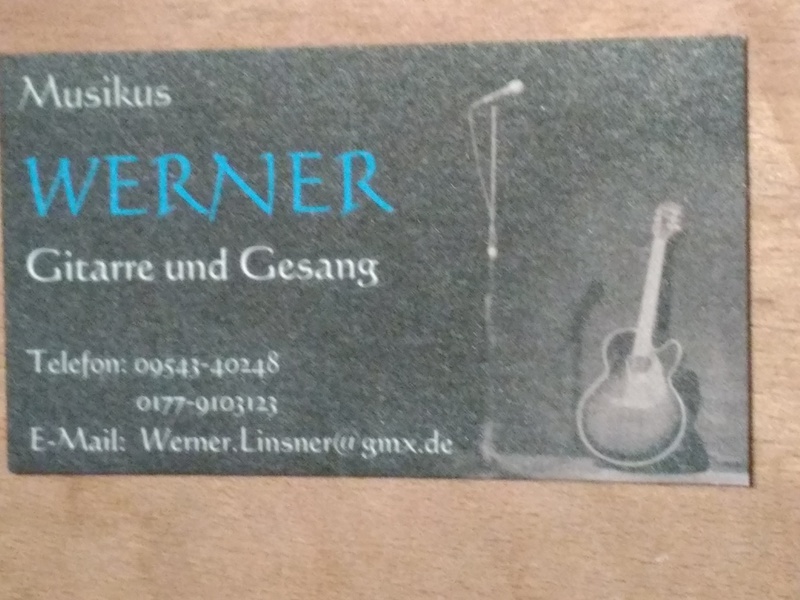 Musikus
WERNER
Gitarre und Gesang
Telefon: 09543-40248
0177-9103123
E-Mail: Werner.Linsner@gmx.de